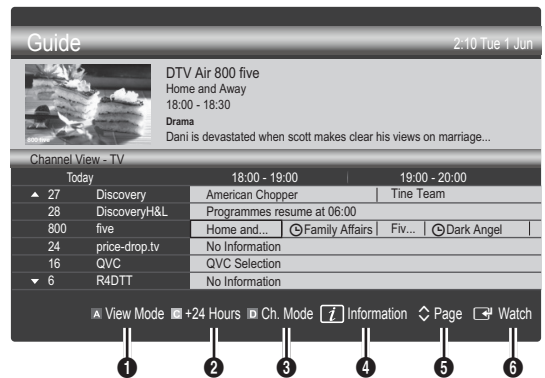 Guide
2:10 Tue 1 Jun
DTV Air 800 five
Home and Away
18:00 - 18:30
Drama
Dani is devastated when scott makes clear his views on marriage...
800 five
Channel View - TV
Today 18:00 - 19:00 19:00 - 20:00
▲ 27 Discovery American Chopper Tine Team
28 DiscoveryH&L Programmes resume at 06:00
800 five Home and... Family Affairs Fiv... Dark Angel
24 price-drop.tv No Information
16 QVC QVC Selection
▼ 6 R4DTT No Information
A View Mode C +24 Hours D Ch. Mode i Information Page Watch
1 2 3 4 5 6